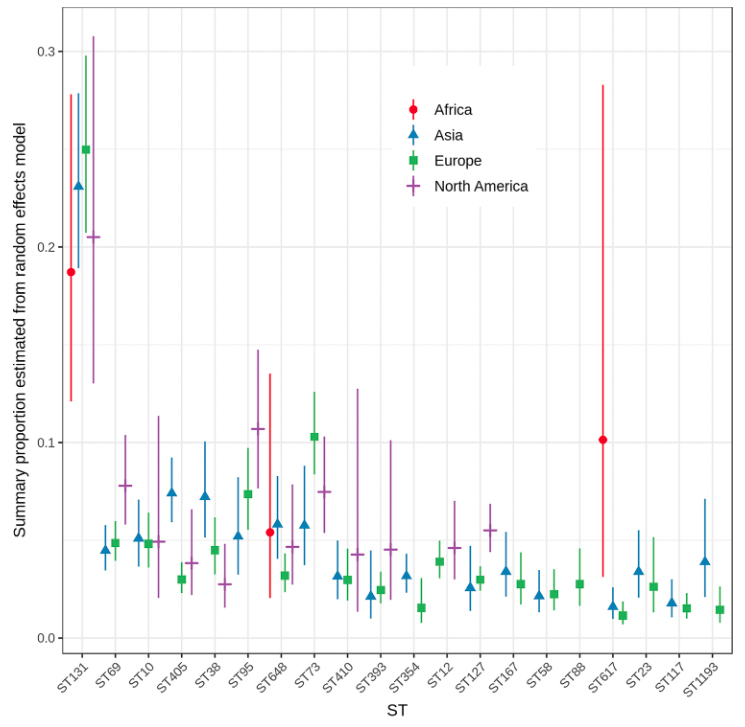 Summary proportion estimated from random effects model
0.3
0.2
0.1
0.0
Africa
Asia
Europe
North America
ST131 ST69 ST10 ST405 ST38 ST95 ST648 ST73 ST410 ST393 ST354 ST12 ST127 ST167 ST58 ST88 ST617 ST23 ST117 ST1193
ST